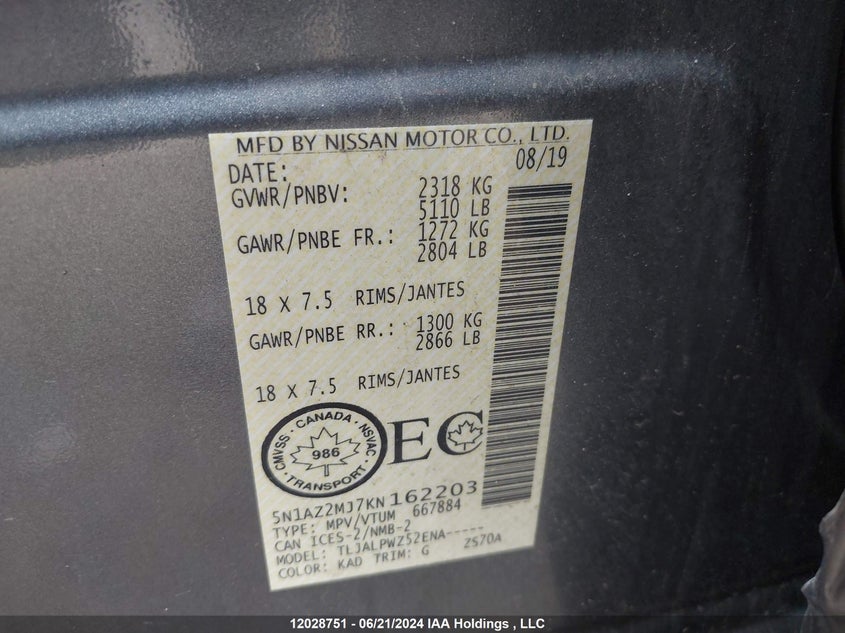 MFD BY NISSAN MOTOR CO., LTD.
DATE: 08/19
GVWR/PNBV: 2318 KG
5110 LB
GAWR/PNBE FR.: 1272 KG
2804 LB
18 X 7.5 RIMS/JANTES
GAWR/PNBE RR.: 1300 KG
2866 LB
18 X 7.5 RIMS/JANTES
CANADA
CMVSS NSVAC
986
TRANSPORT
EC
5N1AZ2MJ7KN162203
TYPE: MPV/VTUM 667884
CAN ICES-2/NMB-2
MODEL: TLJALPWZ52ENA-----
COLOR: KAD TRIM: G ZS70A
12028751 - 06/21/2024 IAA Holdings , LLC